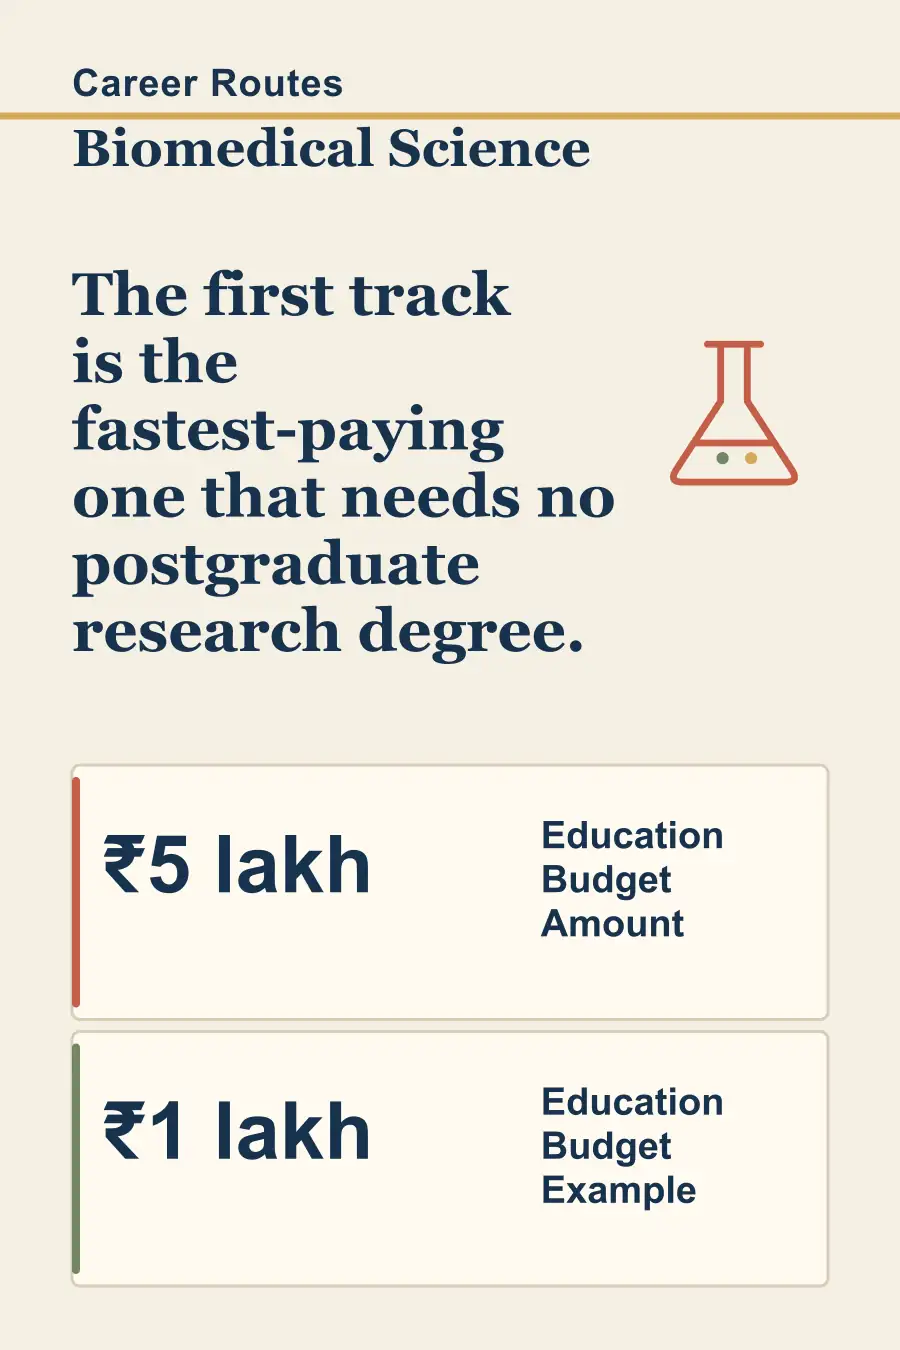 Career Routes
Biomedical Science
The first track
is the
fastest-paying
one that needs no
postgraduate
research degree.
₹5 lakh
Education
Budget
Amount
₹1 lakh
Education
Budget
Example